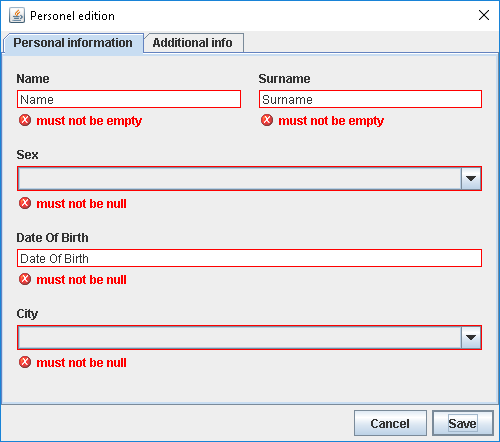 Personel edition
Personal information Additional info
Name Surname
Name Surname
must not be empty must not be empty
Sex
must not be null
Date Of Birth
Date Of Birth
must not be null
City
must not be null
Cancel Save